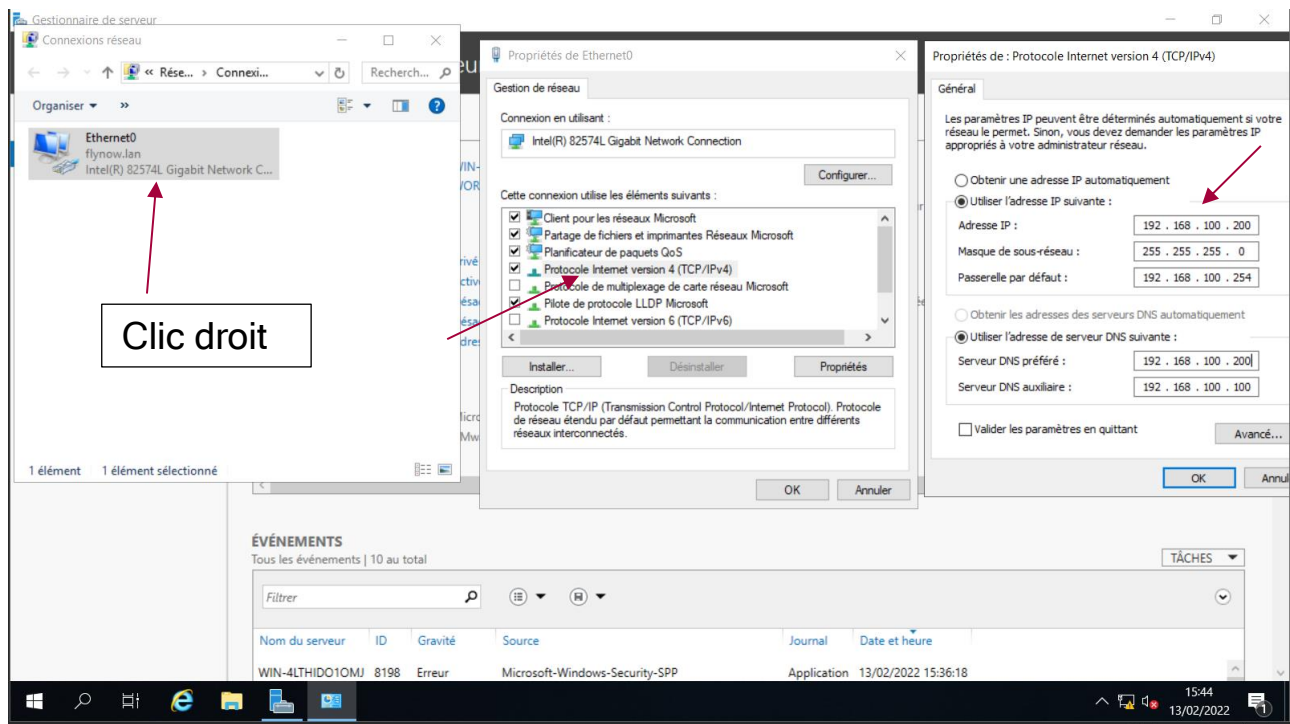 Gestionnaire de serveur
Connexions réseau
« Rése... › Connexi...
Recherch...
Organiser
»
Ethernet0
flynow.lan
Intel(R) 82574L Gigabit Network C...
Clic droit
1 élément 1 élément sélectionné
Propriétés de Ethernet0
Gestion de réseau
Connexion en utilisant :
Intel(R) 82574L Gigabit Network Connection
Configurer...
Cette connexion utilise les éléments suivants :
Client pour les réseaux Microsoft
Partage de fichiers et imprimantes Réseaux Microsoft
Planificateur de paquets QoS
Protocole Internet version 4 (TCP/IPv4)
Protocole de multiplexage de carte réseau Microsoft
Pilote de protocole LLDP Microsoft
Protocole Internet version 6 (TCP/IPv6)
Installer...
Désinstaller
Propriétés
Description
Protocole TCP/IP (Transmission Control Protocol/Internet Protocol). Protocole
de réseau étendu par défaut permettant la communication entre différents
réseaux interconnectés.
OK
Annuler
Propriétés de : Protocole Internet version 4 (TCP/IPv4)
Général
Les paramètres IP peuvent être déterminés automatiquement si votre
réseau le permet. Sinon, vous devez demander les paramètres IP
appropriés à votre administrateur réseau.
Obtenir une adresse IP automatiquement
Utiliser l'adresse IP suivante :
Adresse IP : 192 . 168 . 100 . 200
Masque de sous-réseau : 255 . 255 . 255 . 0
Passerelle par défaut : 192 . 168 . 100 . 254
Obtenir les adresses des serveurs DNS automatiquement
Utiliser l'adresse de serveur DNS suivante :
Serveur DNS préféré : 192 . 168 . 100 . 200
Serveur DNS auxiliaire : 192 . 168 . 100 . 100
Valider les paramètres en quittant
Avancé...
OK
Annul
ÉVÉNEMENTS
Tous les événements | 10 au total
TÂCHES
Filtrer
Nom du serveur ID Gravité Source Journal Date et heure
WIN-4LTHIDO1OMJ 8198 Erreur Microsoft-Windows-Security-SPP Application 13/02/2022 15:36:18
15:44
13/02/2022
1